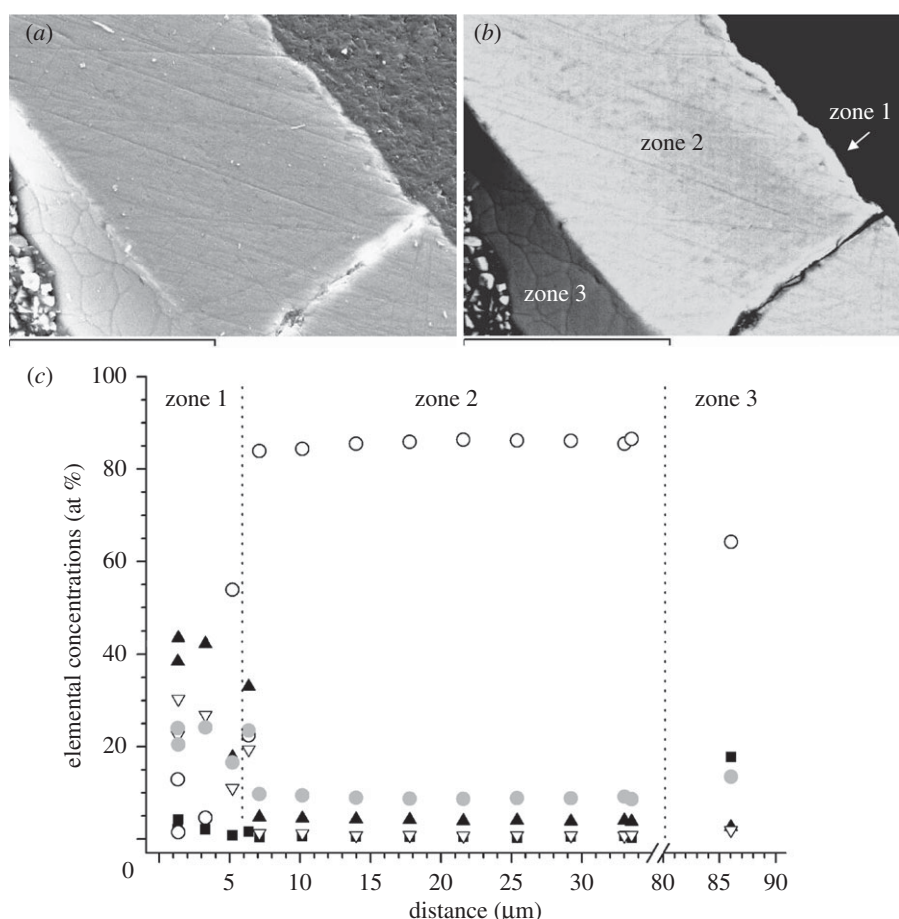 (a)
(b)
zone 1
zone 2
zone 3
(c)
100
80
60
40
20
0
zone 1
zone 2
zone 3
elemental concentrations (at %)
5
10
15
20
25
30
80
85
90
distance (μm)